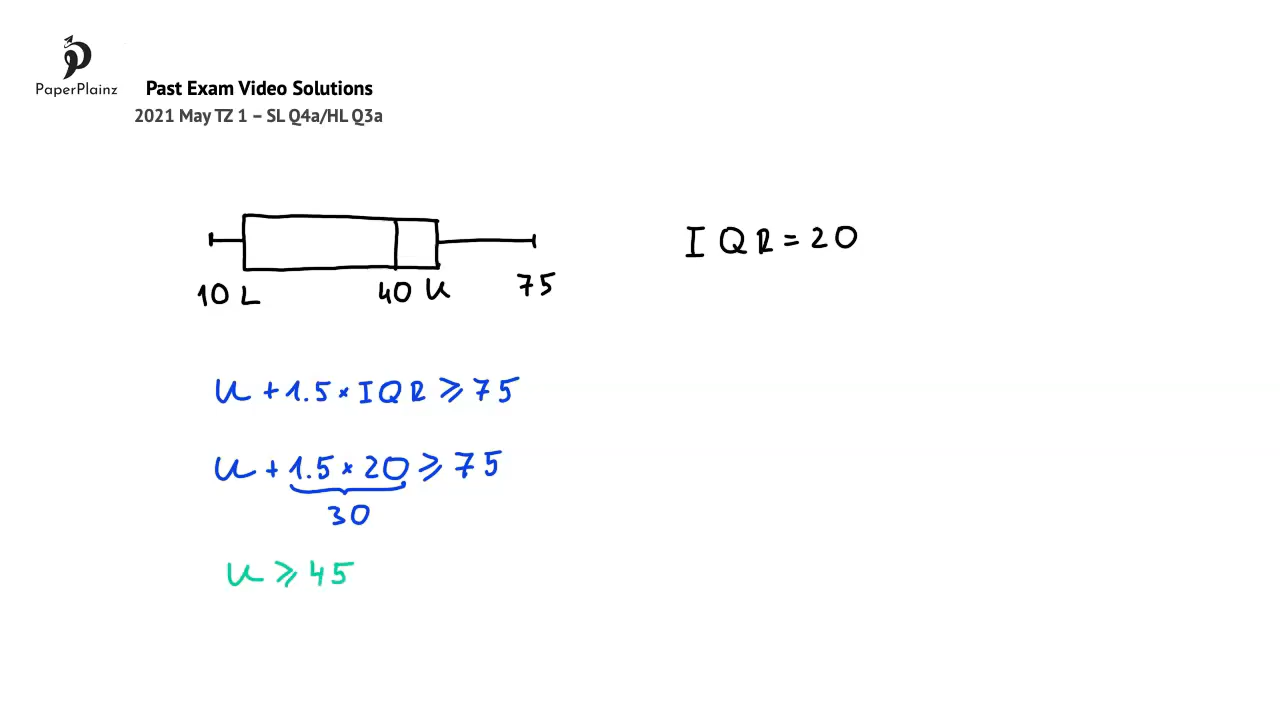 PaperPlainz
Past Exam Video Solutions
2021 May TZ 1 – SL Q4a/HL Q3a
IQR = 20
10 L 40 U 75
U + 1.5 × IQR ⩾ 75
U + 1.5 × 20 ⩾ 75
30
U ⩾ 45